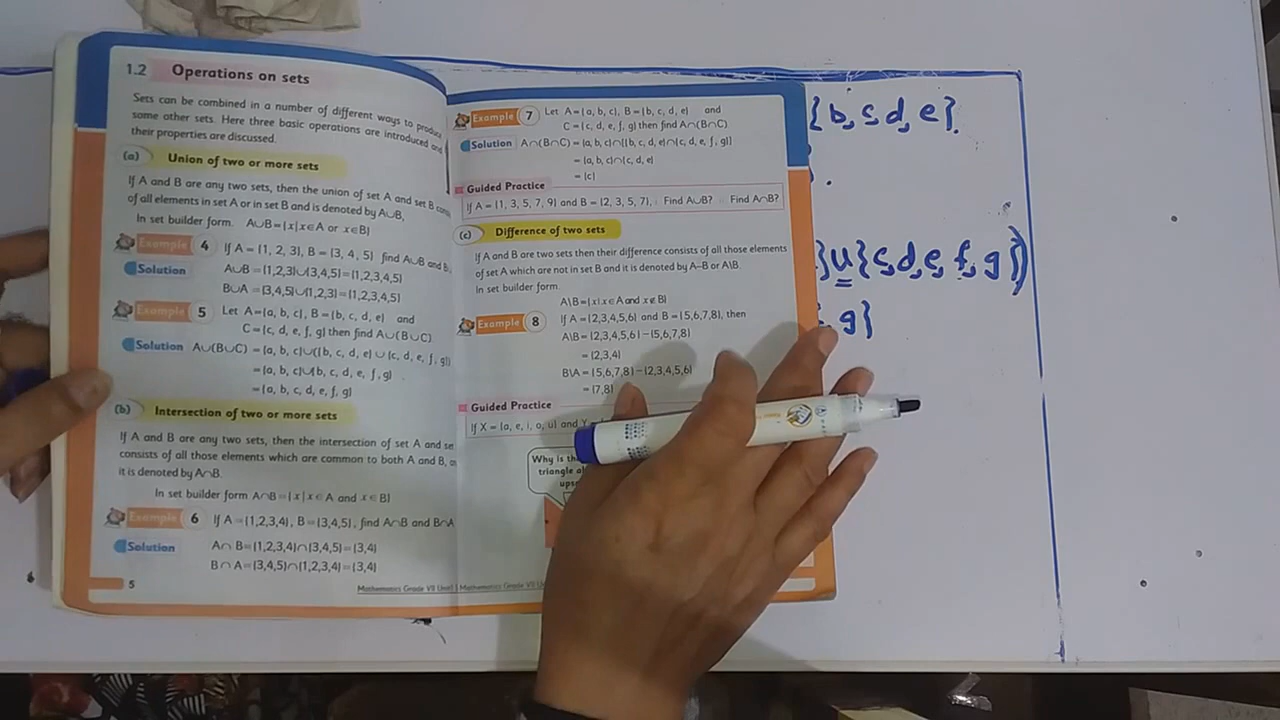 1.2 Operations on sets
Sets can be combined in a number of different ways to produce
some other sets. Here three basic operations are introduced and
their properties are discussed.
(a) Union of two or more sets
If A and B are any two sets, then the union of set A and set B
of all elements in set A or in set B and is denoted by A∪B,
In set builder form. A∪B={x|x∈A or x∈B}
Example 4 If A = {1, 2, 3}, B = {3, 4, 5} find A∪B and
Solution A∪B = {1,2,3}∪{3,4,5}={1,2,3,4,5}
B∪A = {3,4,5}∪{1,2,3}={1,2,3,4,5}
Example 5 Let A={a, b, c}, B = {b, c, d, e} and
C = {c, d, e, f, g} then find A∪(B∪C)
Solution A∪(B∪C) = {a, b, c}∪({b, c, d, e} ∪ {c, d, e, f, g})
= {a, b, c}∪{b, c, d, e, f, g}
= {a, b, c, d, e, f, g}
(b) Intersection of two or more sets
If A and B are any two sets, then the intersection of set A and
consists of all those elements which are common to both A and B,
it is denoted by A∩B.
In set builder form A∩B={x|x∈A and x∈B}
Example 6 If A={1,2,3,4}, B={3,4,5}, find A∩B and B∩A
Solution A∩ B={1,2,3,4}∩{3,4,5}={3,4}
B ∩ A={3,4,5}∩{1,2,3,4}={3,4}
5
Mathematics Grade VII Unit1
Example 7 Let A={a, b, c}, B = {b, c, d, e} and
C = {c, d, e, f, g} then find A∩(B∩C)
Solution A∩(B∩C) = {a, b, c}∩({b, c, d, e}∩{c, d, e, f, g})
= {a, b, c}∩{c, d, e}
= {c}
Guided Practice
If A = {1, 3, 5, 7, 9} and B = {2, 3, 5, 7}, Find A∪B? Find A∩B?
(c) Difference of two sets
If A and B are two sets then their difference consists of all those elements
of set A which are not in set B and it is denoted by A–B or A\B.
In set builder form.
A\B={x|x∈A and x∉B}
Example 8 If A = {2,3,4,5,6} and B = {5,6,7,8}, then
A\B = {2,3,4,5,6}–{5,6,7,8}
= {2,3,4}
B\A = {5,6,7,8}–{2,3,4,5,6}
= {7,8}
Guided Practice
If X = {a, e, i, o, u} and
Why is
triangle
Mathematics Grade VII
{b,c,d,e}.
.
}∪{c,d,e,f,g})
g}